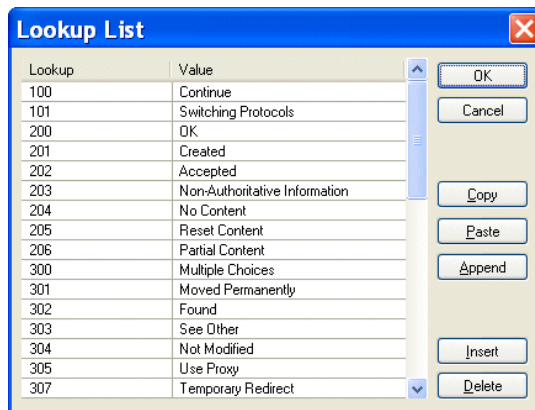 Lookup List
Lookup Value
100 Continue
101 Switching Protocols
200 OK
201 Created
202 Accepted
203 Non-Authoritative Information
204 No Content
205 Reset Content
206 Partial Content
300 Multiple Choices
301 Moved Permanently
302 Found
303 See Other
304 Not Modified
305 Use Proxy
307 Temporary Redirect
OK
Cancel
Copy
Paste
Append
Insert
Delete